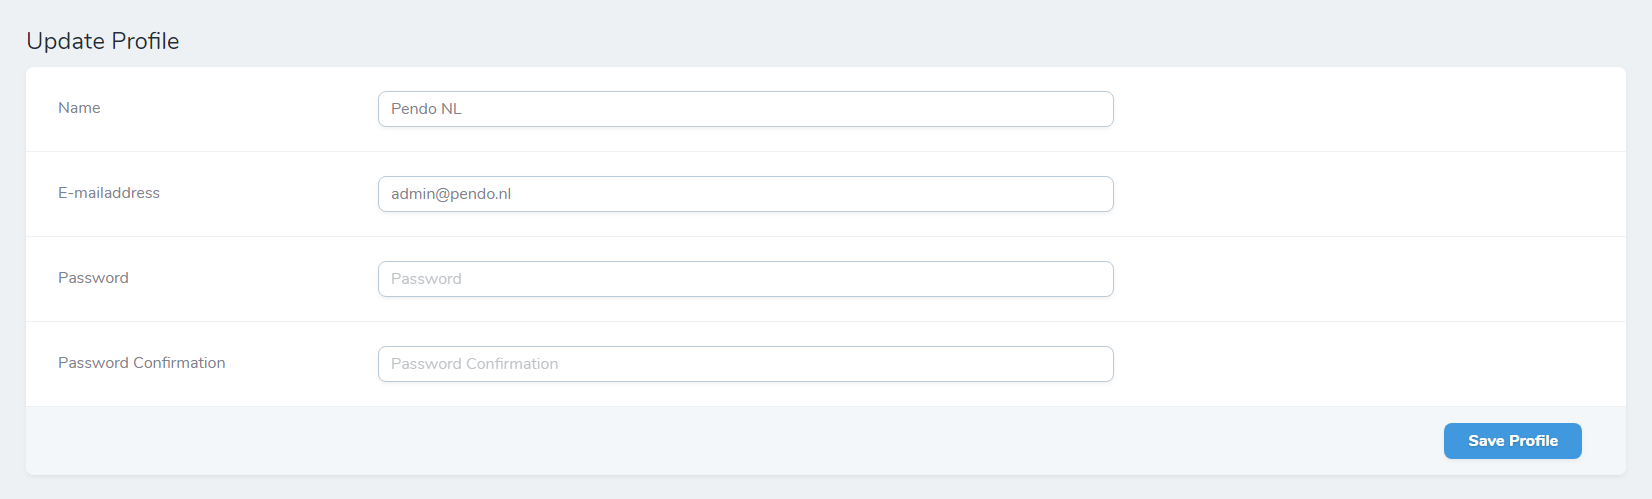 Update Profile
Name
Pendo NL
E-mailaddress
admin@pendo.nl
Password
Password
Password Confirmation
Password Confirmation
Save Profile